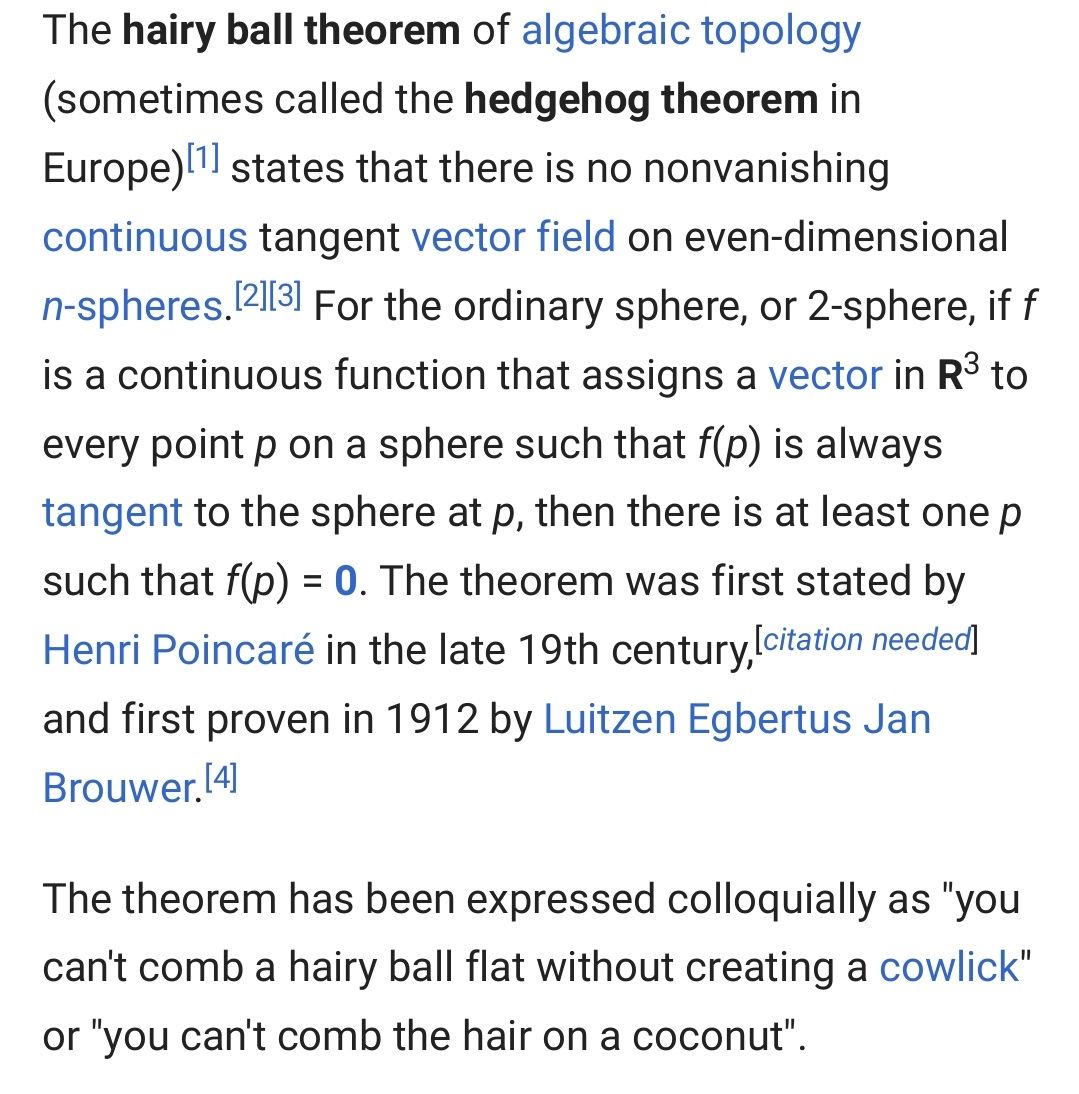 The hairy ball theorem of algebraic topology
(sometimes called the hedgehog theorem in
Europe)[1] states that there is no nonvanishing
continuous tangent vector field on even-dimensional
n-spheres.[2][3] For the ordinary sphere, or 2-sphere, if f
is a continuous function that assigns a vector in R³ to
every point p on a sphere such that f(p) is always
tangent to the sphere at p, then there is at least one p
such that f(p) = 0. The theorem was first stated by
Henri Poincaré in the late 19th century,[citation needed]
and first proven in 1912 by Luitzen Egbertus Jan
Brouwer.[4]
The theorem has been expressed colloquially as "you
can't comb a hairy ball flat without creating a cowlick"
or "you can't comb the hair on a coconut".